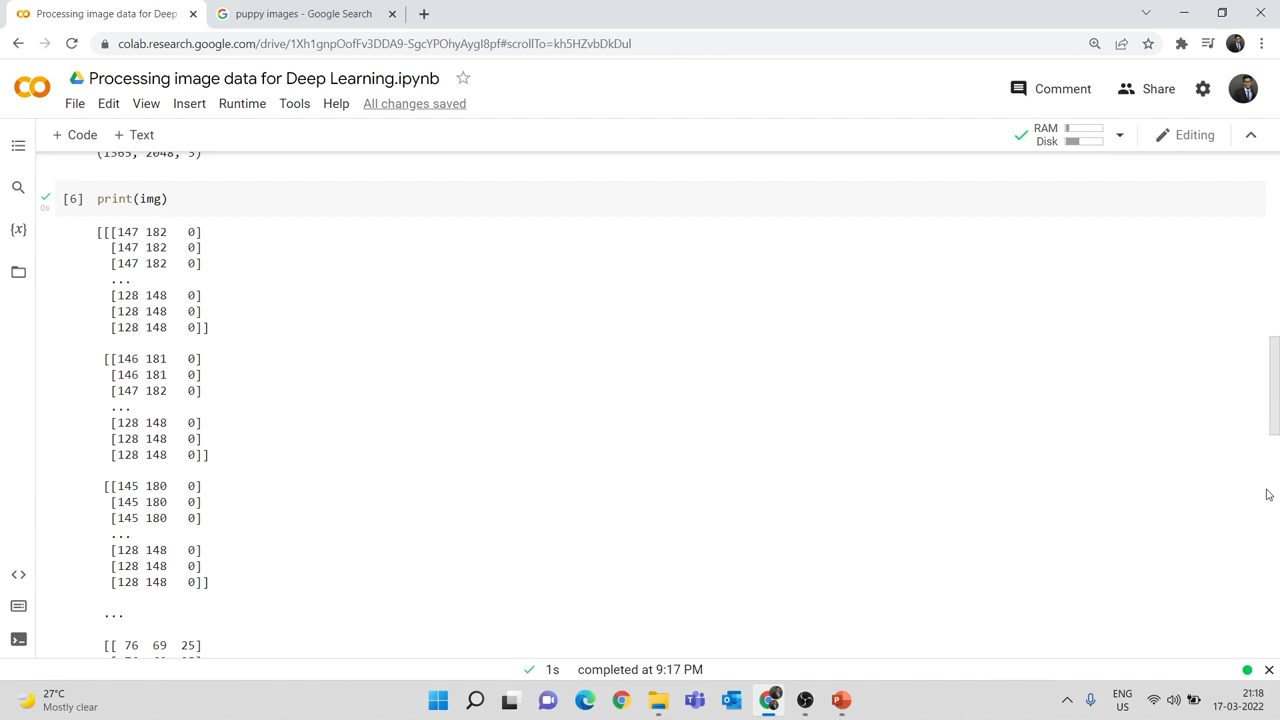 Processing image data for Deep
puppy images - Google Search
colab.research.google.com/drive/1Xh1gnpOofFv3DDA9-SgcYPOhyAygI8pf#scrollTo=kh5HZvbDkDul
Processing image data for Deep Learning.ipynb
Comment
Share
File Edit View Insert Runtime Tools Help All changes saved
+ Code + Text
RAM
Disk
Editing
(1365, 2048, 3)
[6] print(img)
0s
{x}
[[[147 182 0]
[147 182 0]
[147 182 0]
...
[128 148 0]
[128 148 0]
[128 148 0]]
[[146 181 0]
[146 181 0]
[147 182 0]
...
[128 148 0]
[128 148 0]
[128 148 0]]
[[145 180 0]
[145 180 0]
[145 180 0]
...
[128 148 0]
[128 148 0]
[128 148 0]]
...
[[ 76 69 25]
1s completed at 9:17 PM
27°C
Mostly clear
ENG
US
21:18
17-03-2022